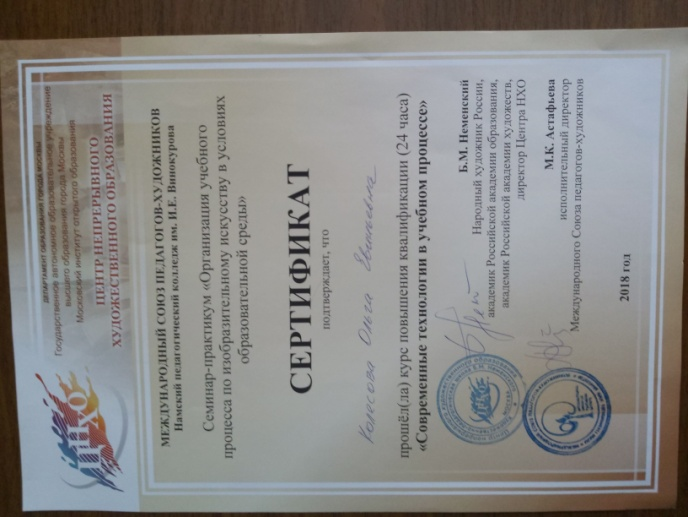 ДЕПАРТАМЕНТ ОБРАЗОВАНИЯ ГОРОДА МОСКВЫ
Государственное автономное образовательное учреждение
высшего образования города Москвы
Московский институт открытого образования
ЦЕНТР НЕПРЕРЫВНОГО
ХУДОЖЕСТВЕННОГО ОБРАЗОВАНИЯ
ЦНХО
МЕЖДУНАРОДНЫЙ СОЮЗ ПЕДАГОГОВ-ХУДОЖНИКОВ
Намский педагогический колледж им. И.Е. Винокурова
Семинар-практикум «Организация учебного
процесса по изобразительному искусству в условиях
образовательной среды»
СЕРТИФИКАТ
подтверждает, что
Ольга Евгеньевна
прошёл(ла) курс повышения квалификации (24 часа)
«Современные технологии в учебном процессе»
Б.М. Неменский
Народный художник России,
академик Российской академии образования,
академик Российской академии художеств,
директор Центра НХО
М.К. Астафьева
исполнительный директор
Международного Союза педагогов-художников
2018 год